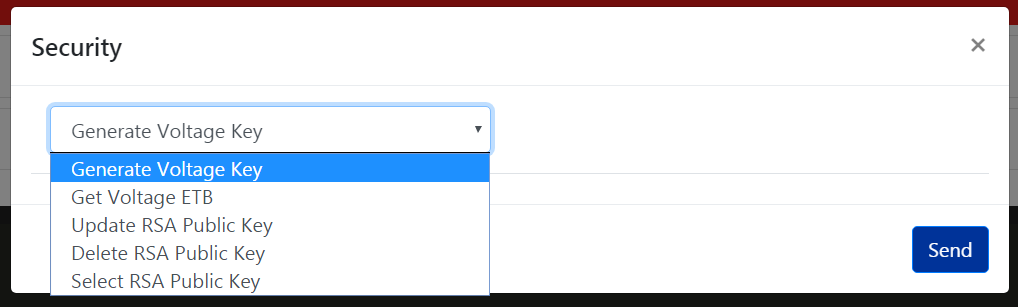 Security
×
Generate Voltage Key
Generate Voltage Key
Get Voltage ETB
Update RSA Public Key
Delete RSA Public Key
Select RSA Public Key
Send